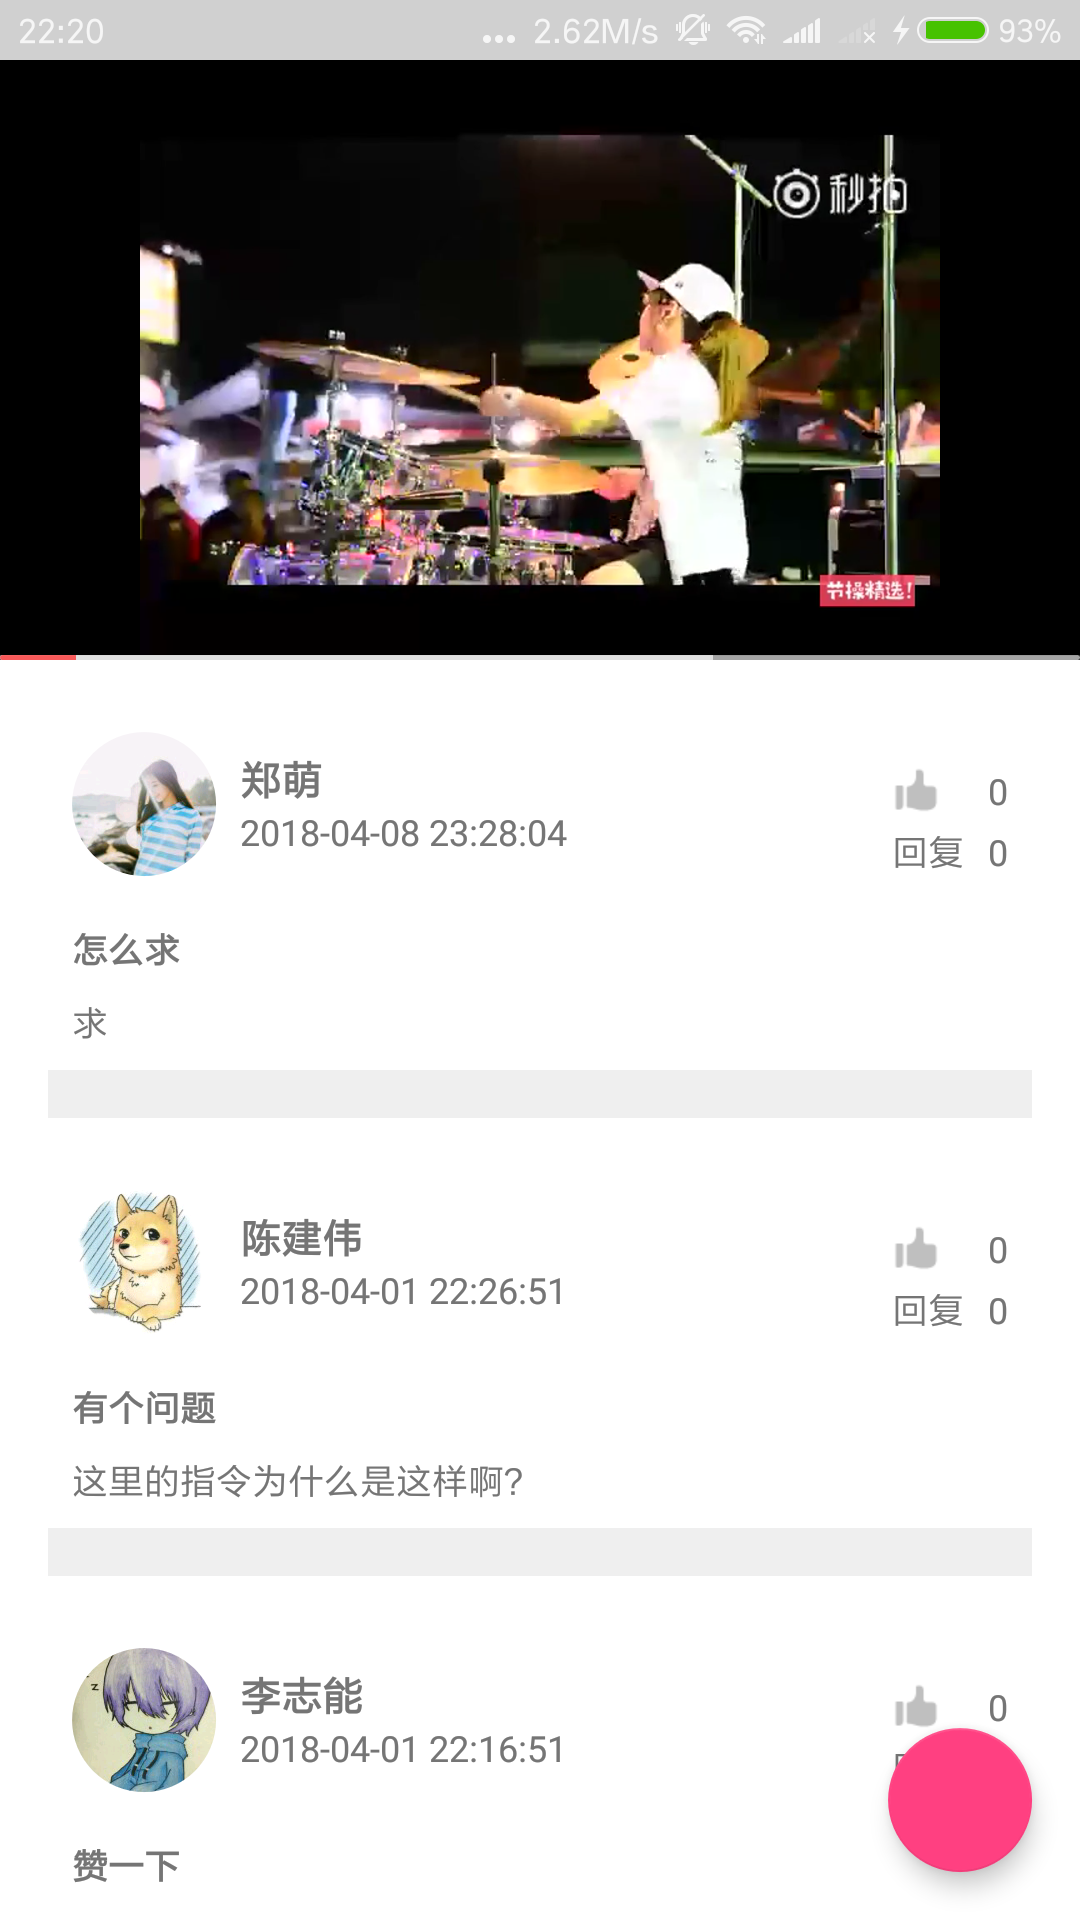 22:20 ... 2.62M/s 93%
秒拍
节操精选!
郑萌
0
2018-04-08 23:28:04
回复 0
怎么求
求
陈建伟
0
2018-04-01 22:26:51
回复 0
有个问题
这里的指令为什么是这样啊?
李志能
0
2018-04-01 22:16:51
赞一下